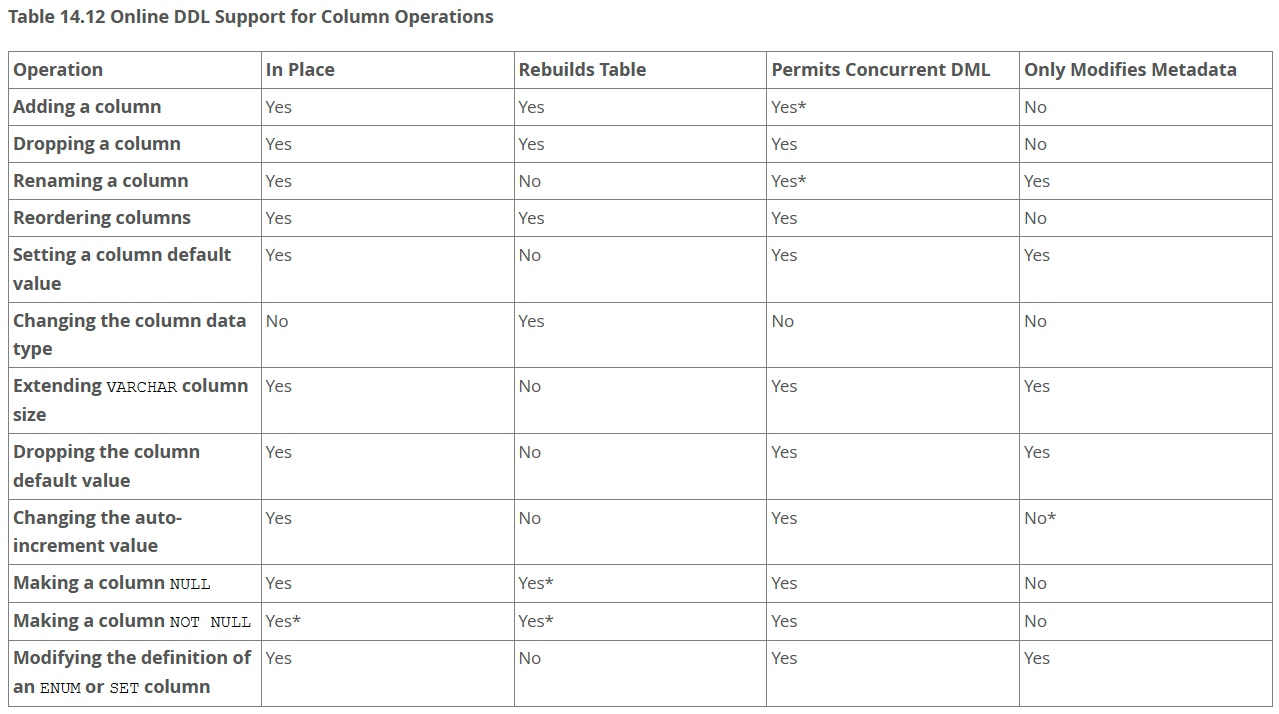 Table 14.12 Online DDL Support for Column Operations
Operation In Place Rebuilds Table Permits Concurrent DML Only Modifies Metadata
Adding a column Yes Yes Yes* No
Dropping a column Yes Yes Yes No
Renaming a column Yes No Yes* Yes
Reordering columns Yes Yes Yes No
Setting a column default Yes No Yes Yes
value
Changing the column data No Yes No No
type
Extending VARCHAR column Yes No Yes Yes
size
Dropping the column Yes No Yes Yes
default value
Changing the auto- Yes No Yes No*
increment value
Making a column NULL Yes Yes* Yes No
Making a column NOT NULL Yes* Yes* Yes No
Modifying the definition of Yes No Yes Yes
an ENUM or SET column